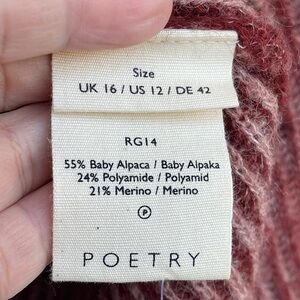 Size
UK 16 / US 12 / DE 42
RG14
55% Baby Alpaca / Baby Alpaka
24% Polyamide / Polyamid
21% Merino / Merino
P
POETRY